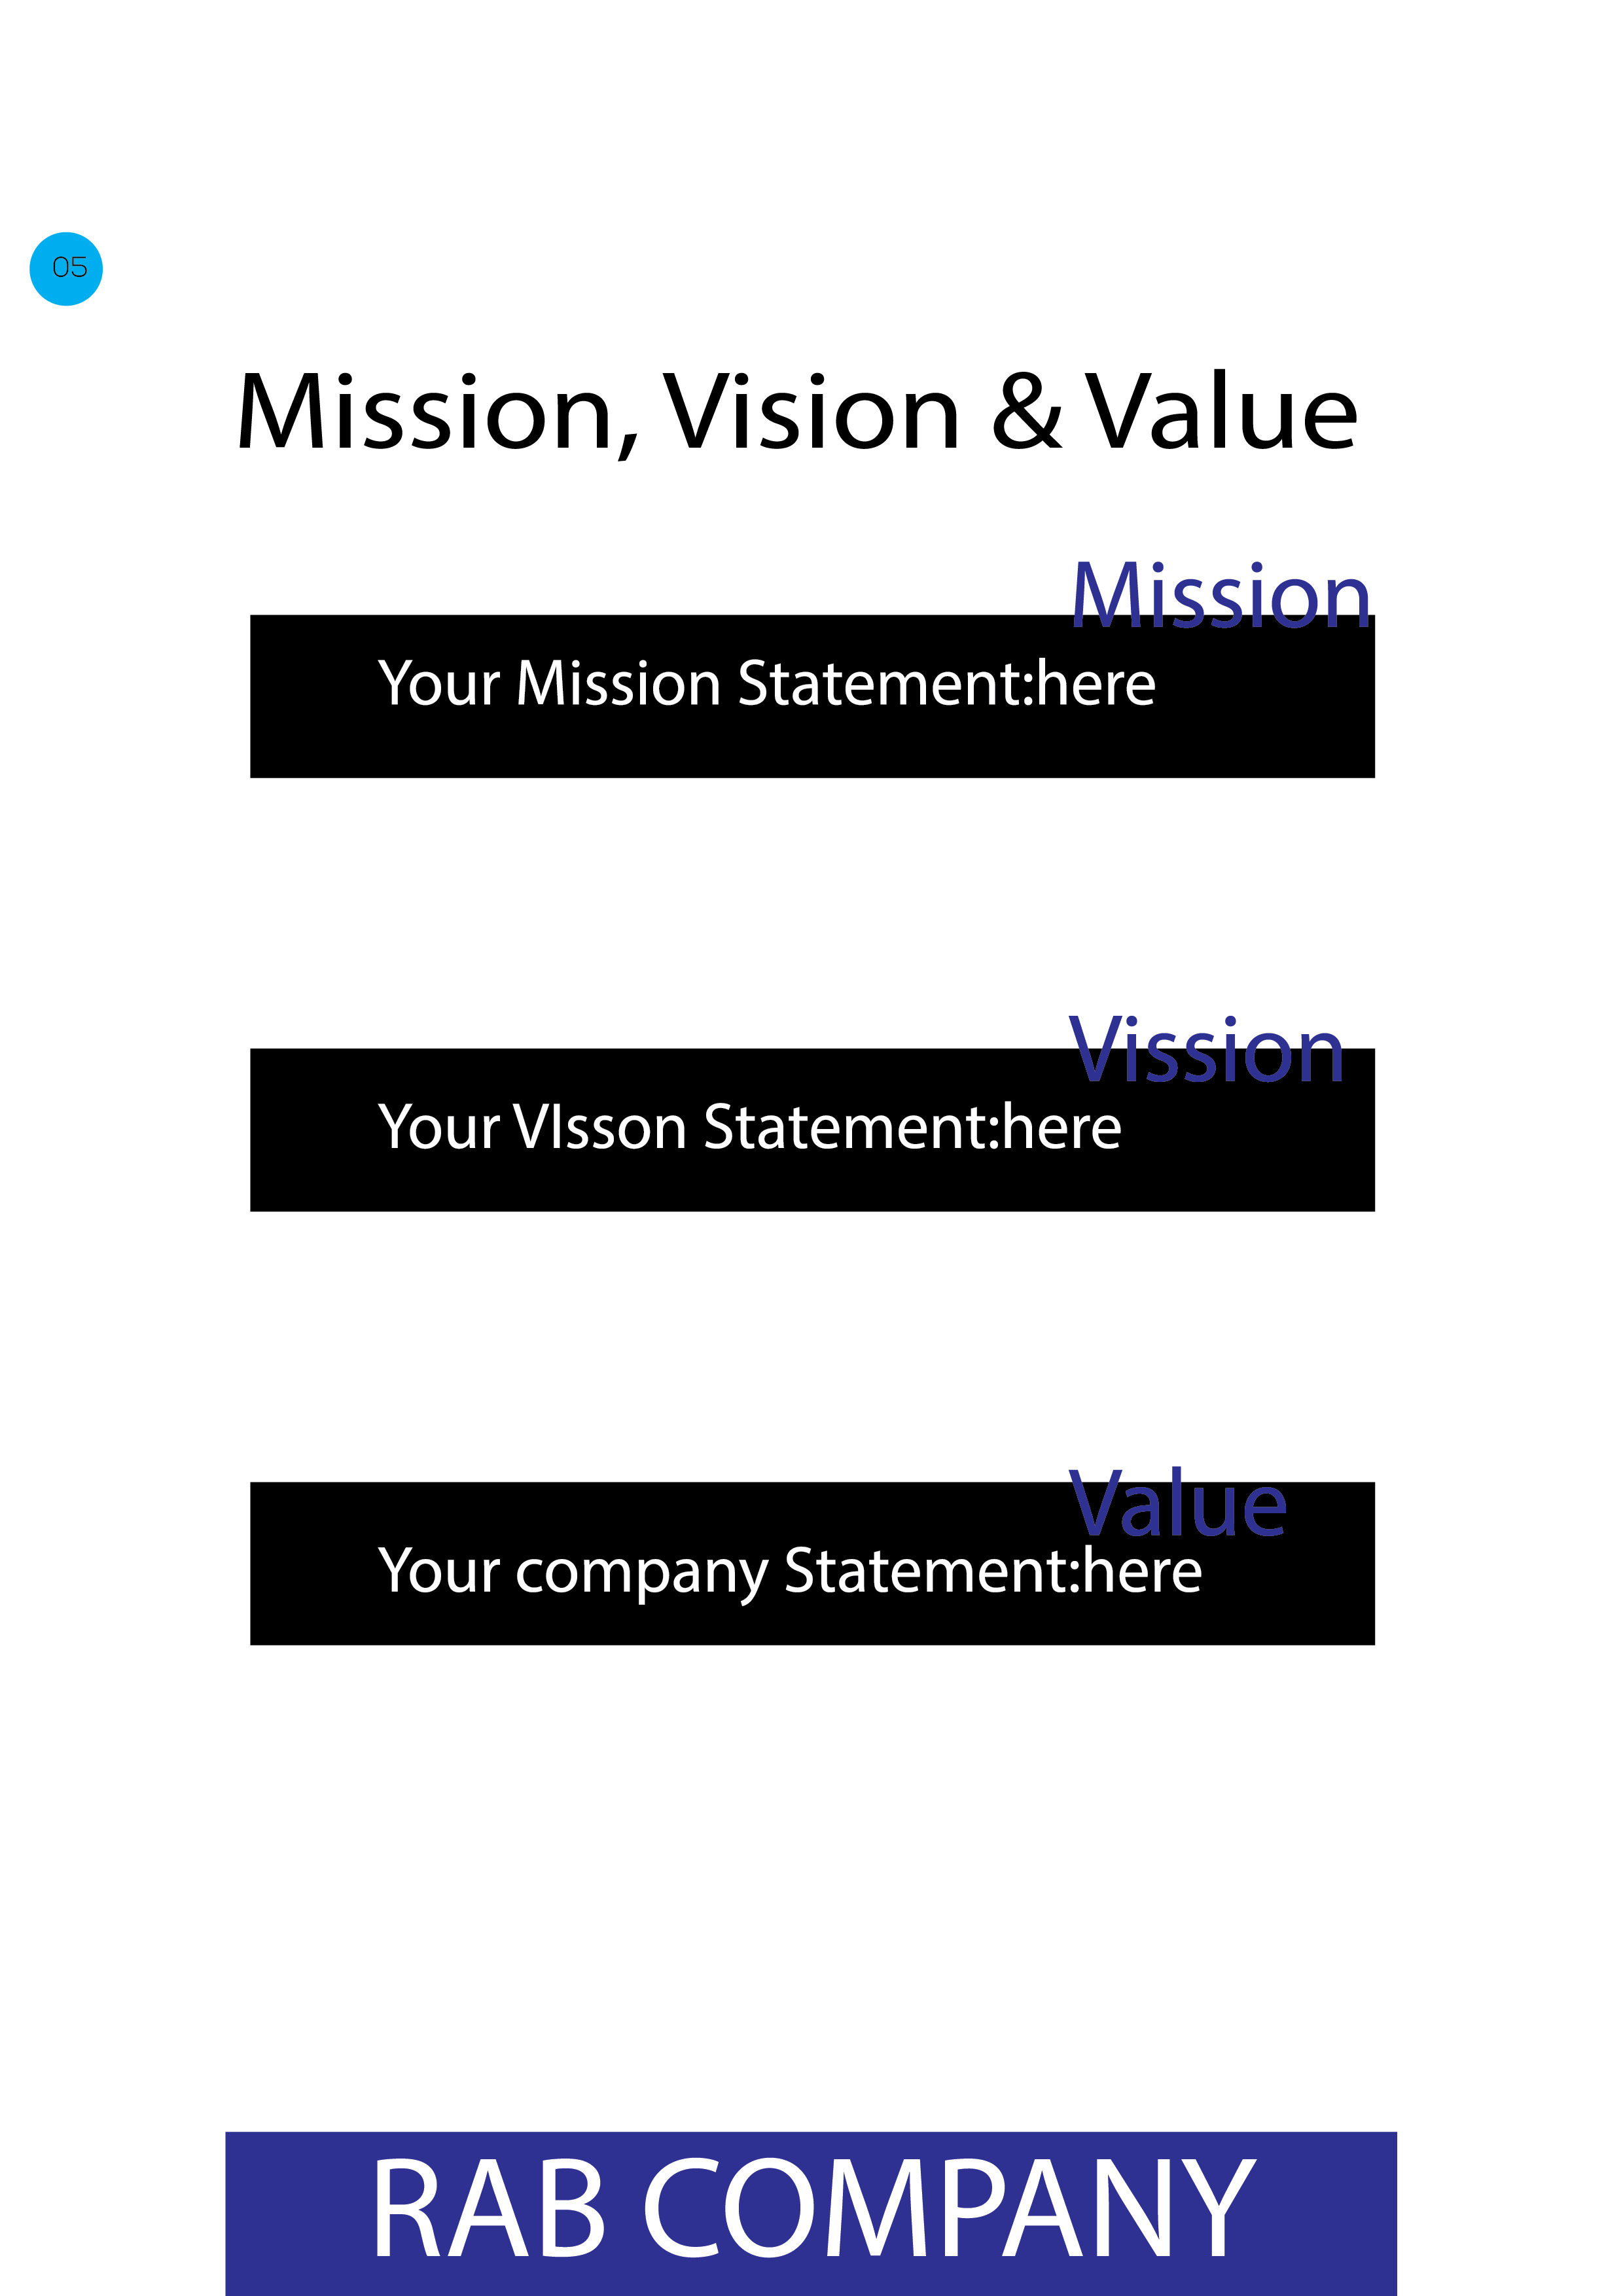 05
Mission, Vision & Value
Mission
Your Mission Statement:here
Vission
Your VIsson Statement:here
Value
Your company Statement:here
RAB COMPANY